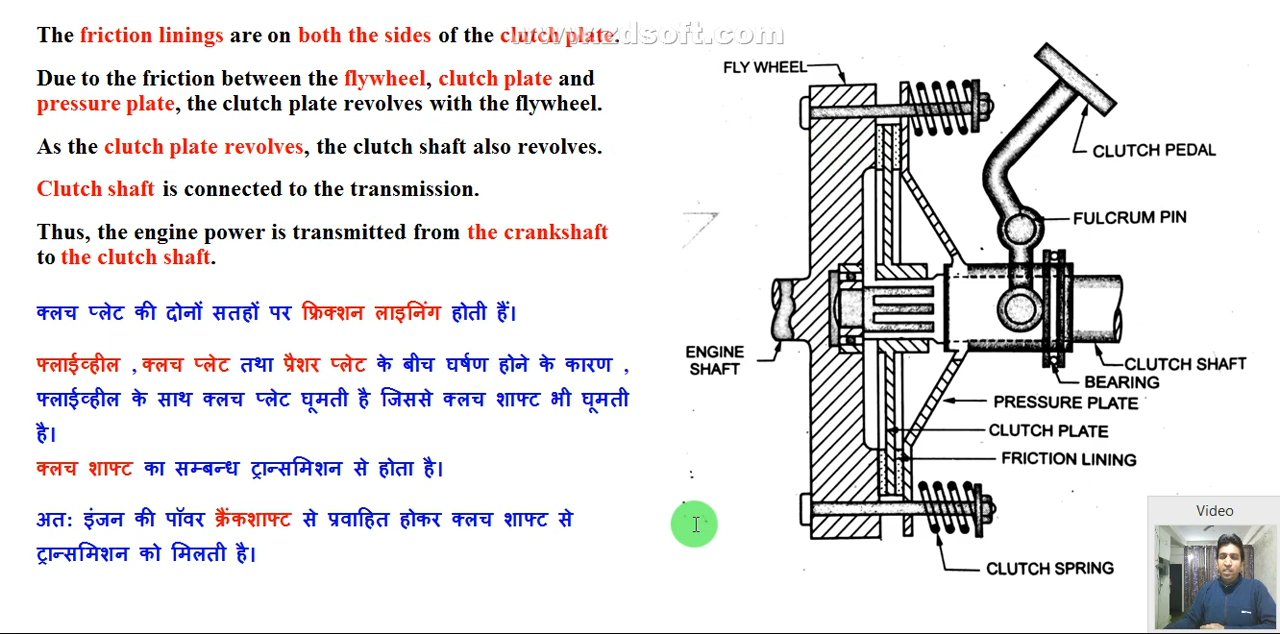 The friction linings are on both the sides of the clutch plate.
Due to the friction between the flywheel, clutch plate and
pressure plate, the clutch plate revolves with the flywheel.
As the clutch plate revolves, the clutch shaft also revolves.
Clutch shaft is connected to the transmission.
Thus, the engine power is transmitted from the crankshaft
to the clutch shaft.
क्लच प्लेट की दोनों सतहों पर फ्रिक्शन लाइनिंग होती हैं।
फ्लाईव्हील , क्लच प्लेट तथा प्रैशर प्लेट के बीच घर्षण होने के कारण ,
फ्लाईव्हील के साथ क्लच प्लेट घूमती है जिससे क्लच शाफ्ट भी घूमती
है।
क्लच शाफ्ट का सम्बन्ध ट्रान्समिशन से होता है।
अत: इंजन की पॉवर क्रैंकशाफ्ट से प्रवाहित होकर क्लच शाफ्ट से
ट्रान्समिशन को मिलती है।
FLY WHEEL
CLUTCH PEDAL
FULCRUM PIN
ENGINE
SHAFT
CLUTCH SHAFT
BEARING
PRESSURE PLATE
CLUTCH PLATE
FRICTION LINING
CLUTCH SPRING
Video